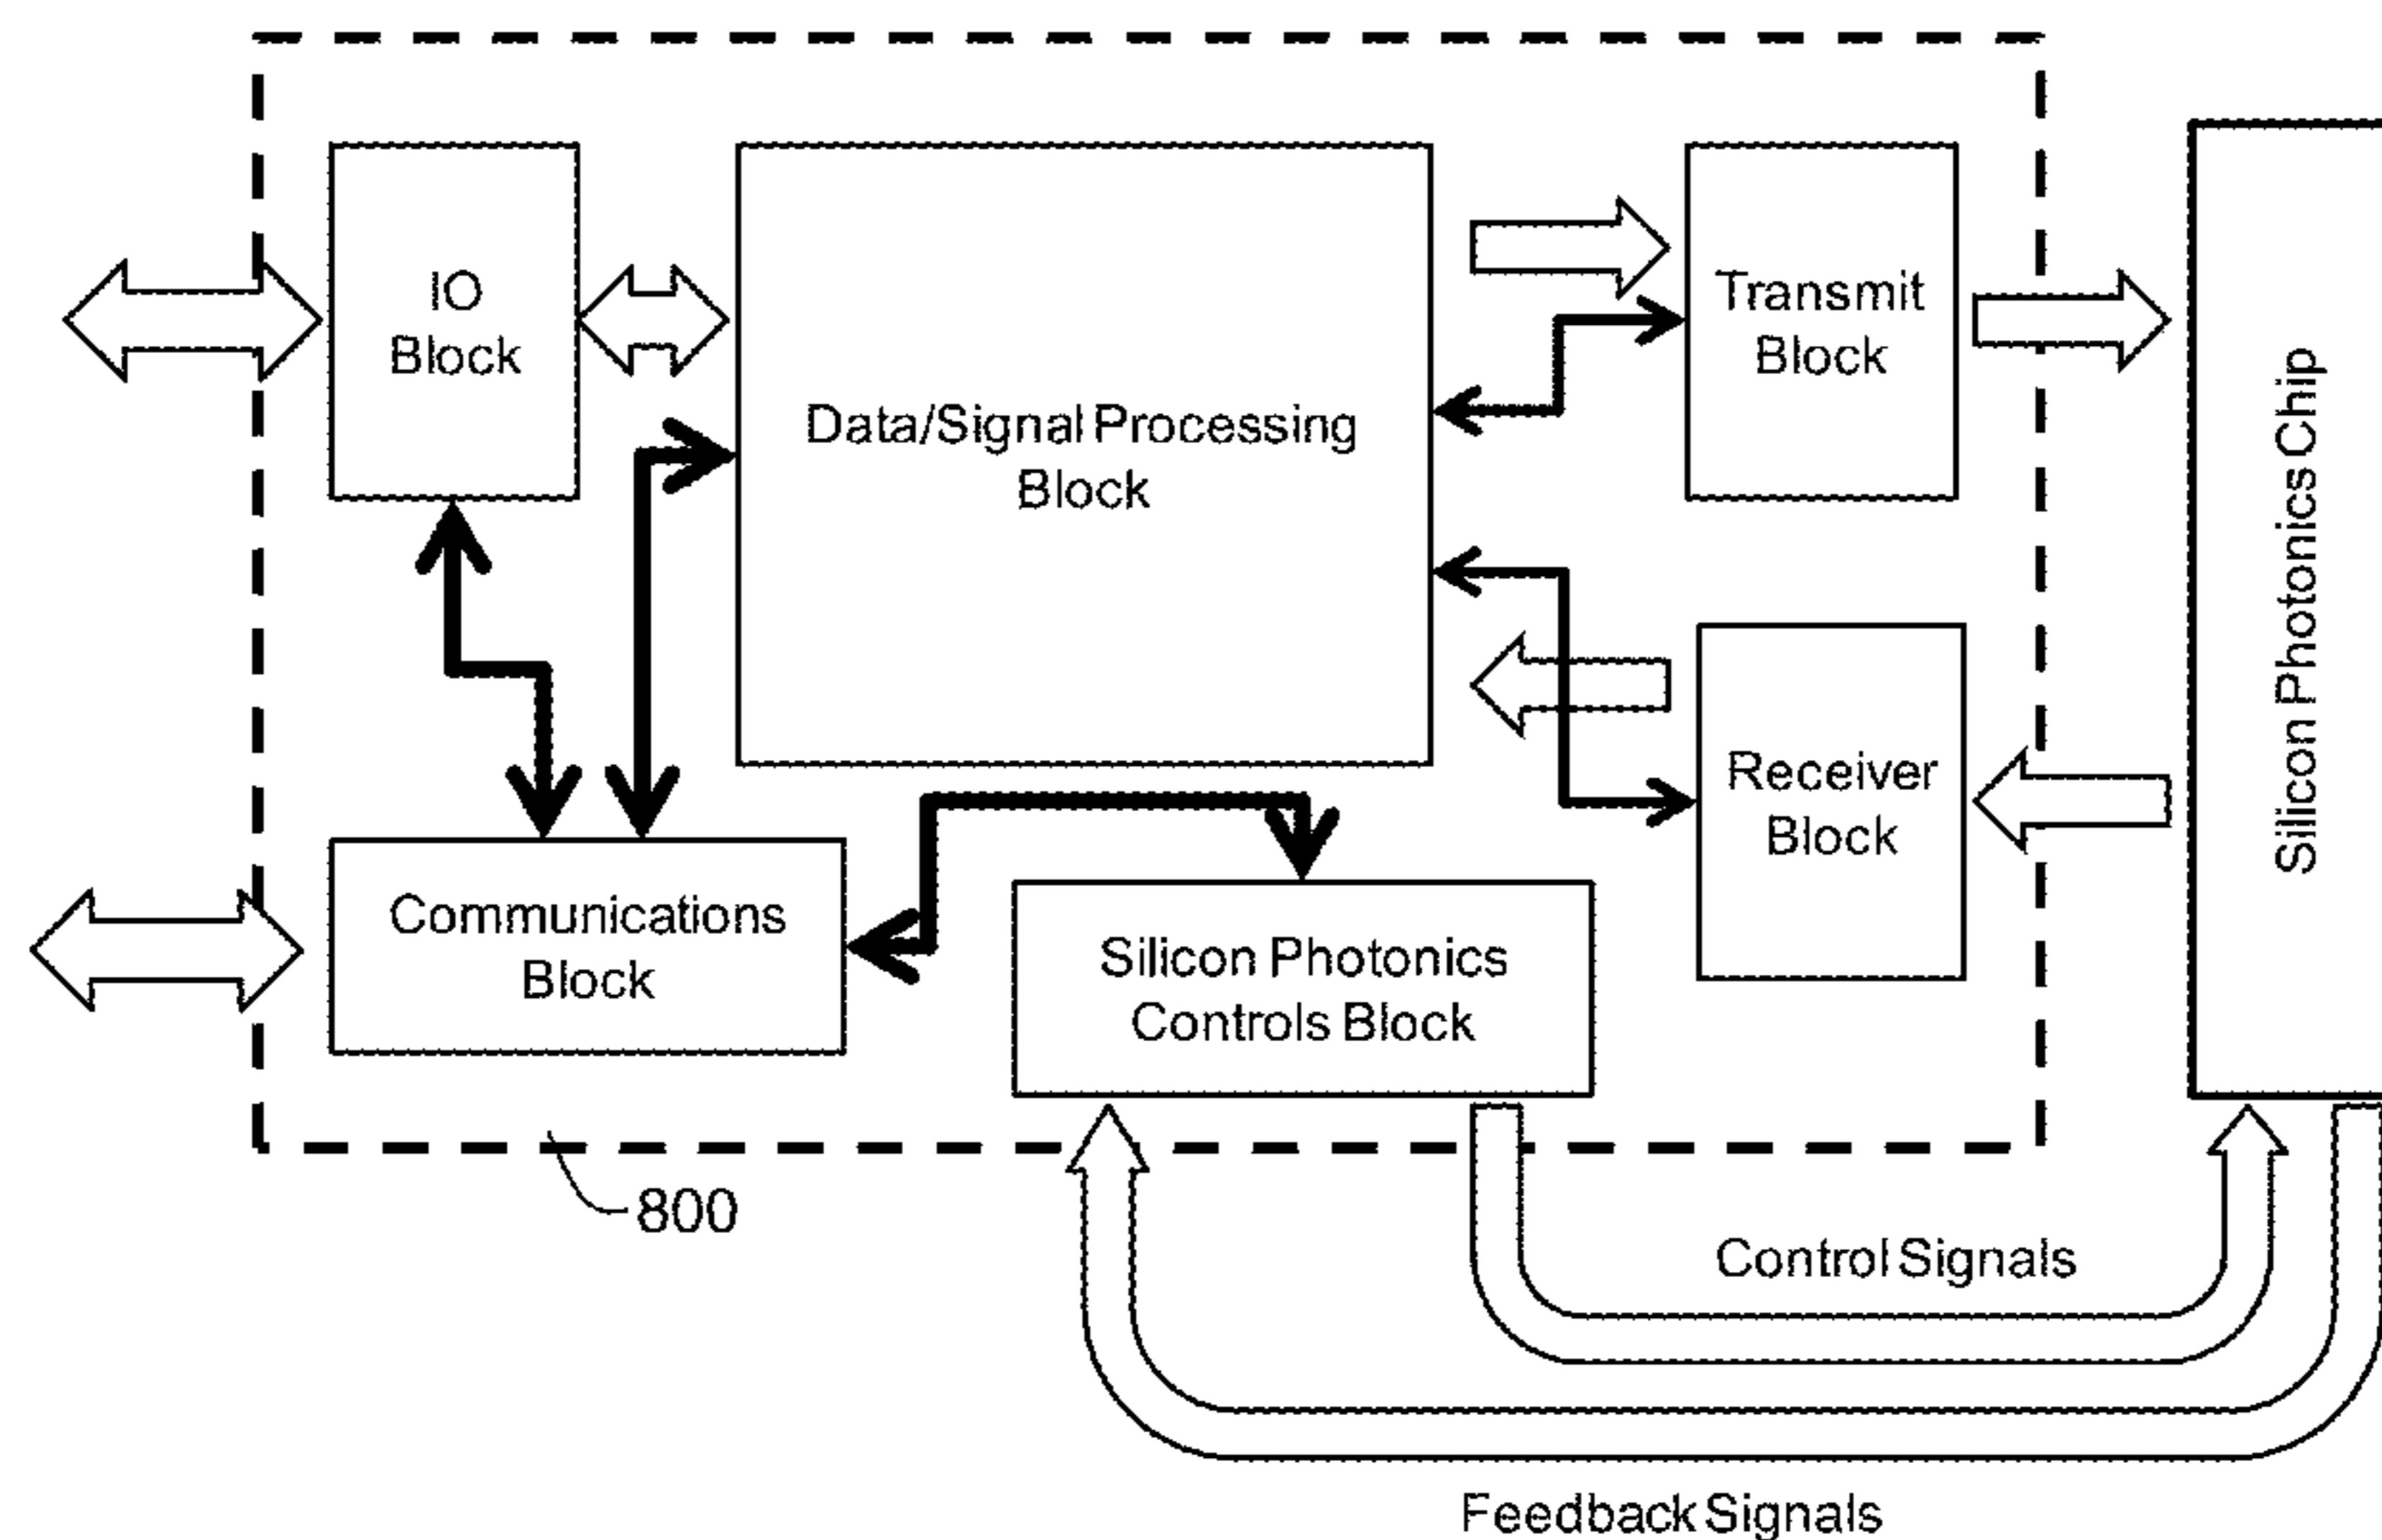 IO
Block
Data/Signal Processing
Block
Transmit
Block
Silicon Photonics Chip
Receiver
Block
Communications
Block
Silicon Photonics
Controls Block
800
Control Signals
Feedback Signals